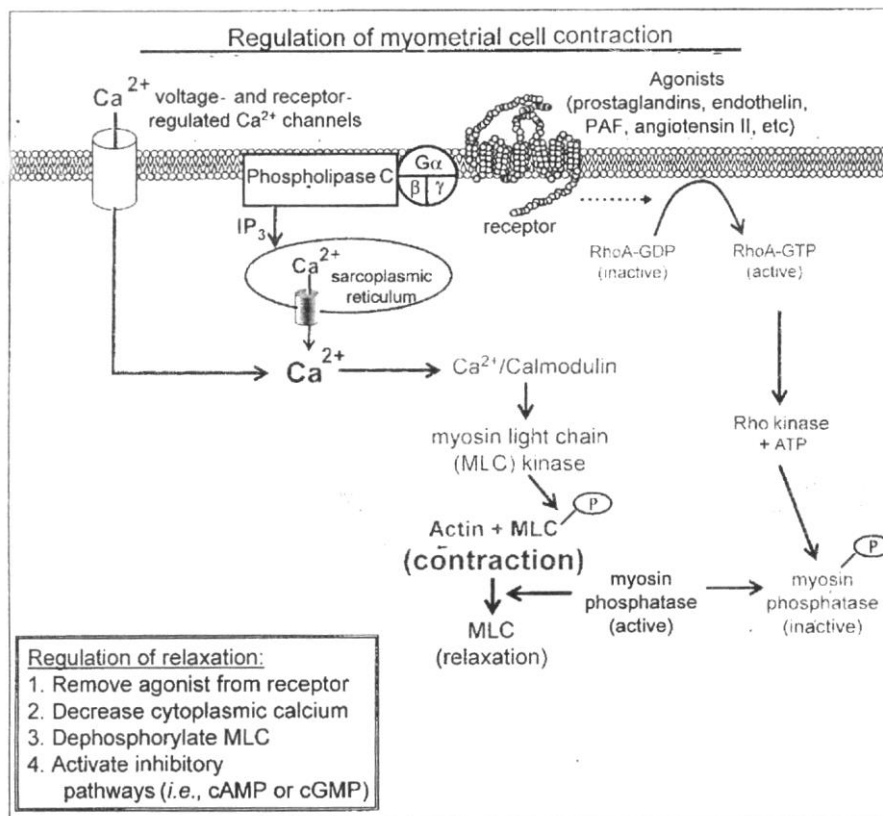 Regulation of myometrial cell contraction
Ca2+ voltage- and receptor-
regulated Ca2+ channels
Agonists
(prostaglandins, endothelin,
PAF, angiotensin II, etc)
Phospholipase C
Gα
β γ
IP3
receptor
RhoA-GDP
(inactive)
RhoA-GTP
(active)
Ca2+
sarcoplasmic
reticulum
Ca2+
Ca2+/Calmodulin
myosin light chain
(MLC) kinase
Rho kinase
+ ATP
P
Actin + MLC
(contraction)
P
myosin
phosphatase
(active)
myosin
phosphatase
(inactive)
MLC
(relaxation)
Regulation of relaxation:
1. Remove agonist from receptor
2. Decrease cytoplasmic calcium
3. Dephosphorylate MLC
4. Activate inhibitory
pathways (i.e., cAMP or cGMP)